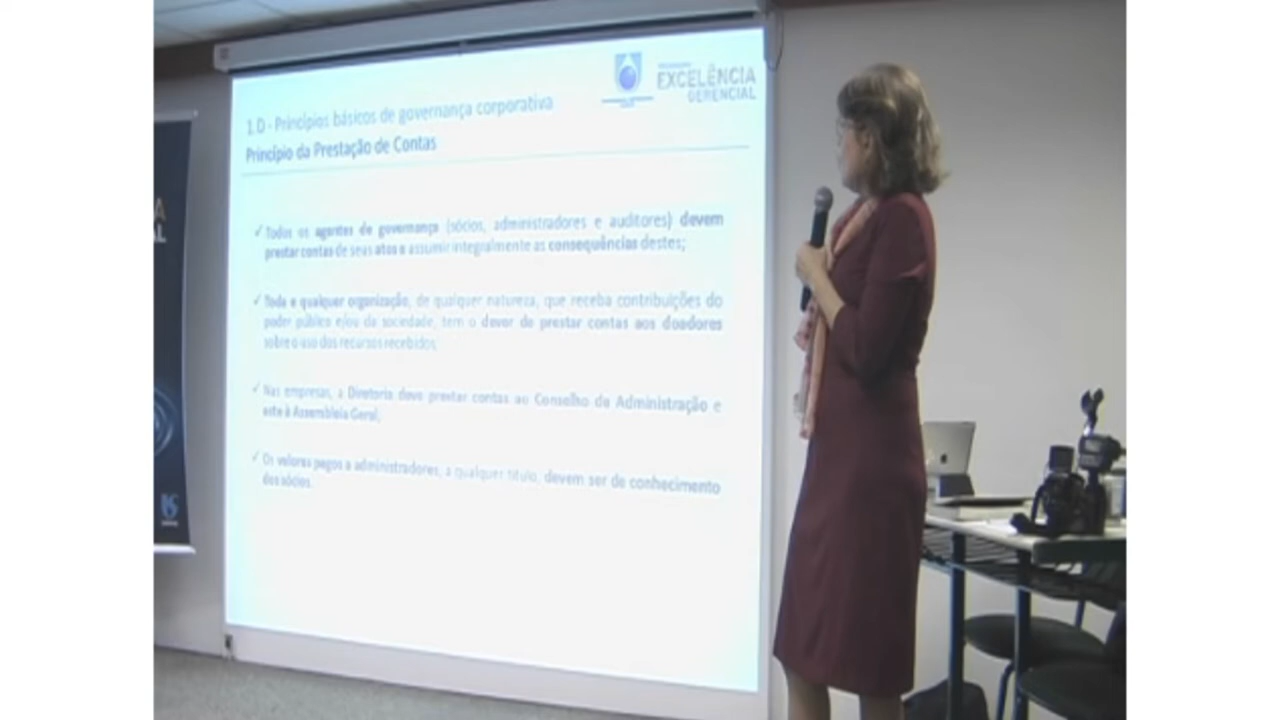 EXCELÊNCIA
GERENCIAL
1.D - Princípios básicos de governança corporativa
Princípio da Prestação de Contas
✓ Todos os agentes de governança (sócios, administradores e auditores) devem
prestar contas de seus atos e assumir integralmente as consequências destes;
✓ Toda e qualquer organização, de qualquer natureza, que receba contribuições do
poder público e/ou da sociedade, tem o dever de prestar contas aos doadores
sobre o uso dos recursos recebidos;
✓ Nas empresas, a Diretoria deve prestar contas ao Conselho de Administração e
este à Assembleia Geral;
✓ Os valores pagos a administradores, a qualquer título, devem ser de conhecimento
dos sócios.